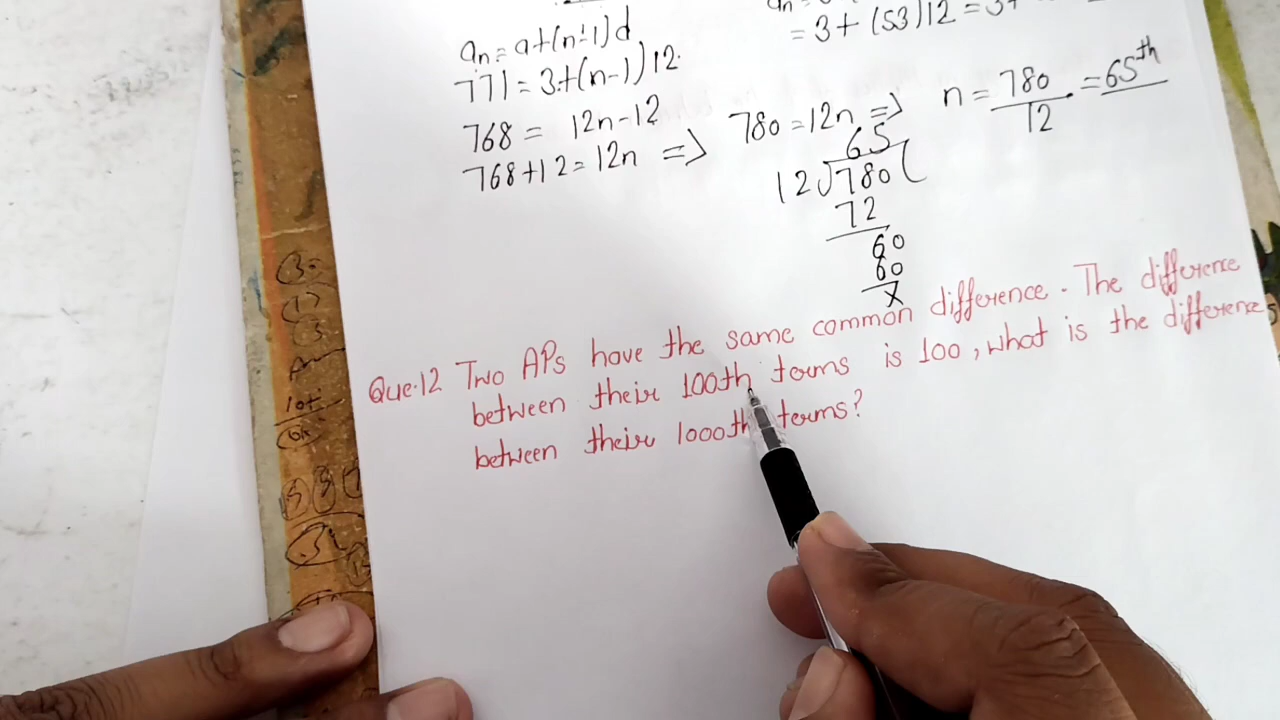 an = a+(n-1)d
= 3+ (53)12 = 3+
771 = 3+(n-1)12
768 = 12n-12
768+12 = 12n => 780 = 12n => n = 780/12 = 65th
65
12 780
72
60
60
x
Que.12 Two APs have the same common difference. The difference
between their 100th terms is 100, what is the difference
between their 1000th terms?